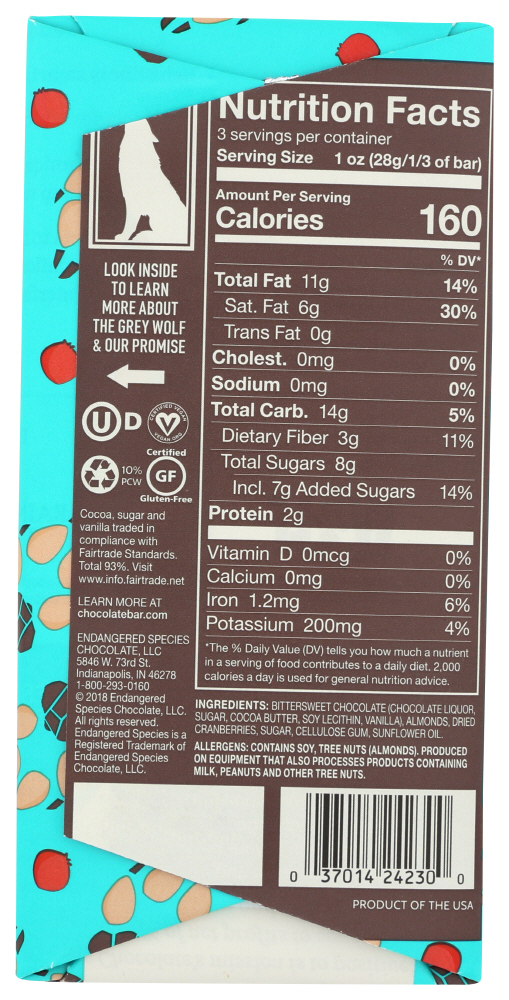 Nutrition Facts
3 servings per container
Serving Size 1 oz (28g/1/3 of bar)
Amount Per Serving
Calories 160
% DV*
Total Fat 11g 14%
Sat. Fat 6g 30%
Trans Fat 0g
Cholest. 0mg 0%
Sodium 0mg 0%
Total Carb. 14g 5%
Dietary Fiber 3g 11%
Total Sugars 8g
Incl. 7g Added Sugars 14%
Protein 2g
Vitamin D 0mcg 0%
Calcium 0mg 0%
Iron 1.2mg 6%
Potassium 200mg 4%
*The % Daily Value (DV) tells you how much a nutrient
in a serving of food contributes to a daily diet. 2,000
calories a day is used for general nutrition advice.
LOOK INSIDE
TO LEARN
MORE ABOUT
THE GREY WOLF
& OUR PROMISE
U D
CERTIFIED VEGAN
V
VEGAN.ORG
10%
PCW
Certified
GF
Gluten-Free
Cocoa, sugar and
vanilla traded in
compliance with
Fairtrade Standards.
Total 93%. Visit
www.info.fairtrade.net
LEARN MORE AT
chocolatebar.com
ENDANGERED SPECIES
CHOCOLATE, LLC
5846 W. 73rd St.
Indianapolis, IN 46278
1-800-293-0160
© 2018 Endangered
Species Chocolate, LLC.
All rights reserved.
Endangered Species is a
Registered Trademark of
Endangered Species
Chocolate, LLC.
INGREDIENTS: BITTERSWEET CHOCOLATE (CHOCOLATE LIQUOR,
SUGAR, COCOA BUTTER, SOY LECITHIN, VANILLA), ALMONDS, DRIED
CRANBERRIES, SUGAR, CELLULOSE GUM, SUNFLOWER OIL.
ALLERGENS: CONTAINS SOY, TREE NUTS (ALMONDS). PRODUCED
ON EQUIPMENT THAT ALSO PROCESSES PRODUCTS CONTAINING
MILK, PEANUTS AND OTHER TREE NUTS.
0 37014 24230 0
PRODUCT OF THE USA